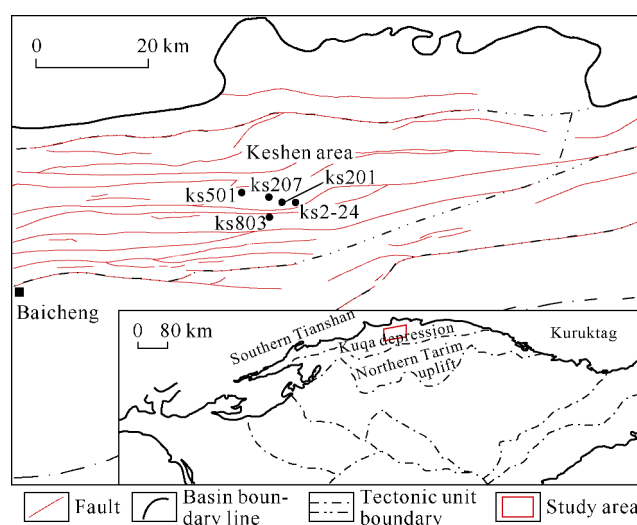 0 20 km
Keshen area
ks207 ks201
ks501
ks2-24
ks803
Baicheng
0 80 km
Southern Tianshan
Kuqa depression
Kuruktag
Northern Tarim
uplift
Fault
Basin boun-
dary line
Tectonic unit
boundary
Study area